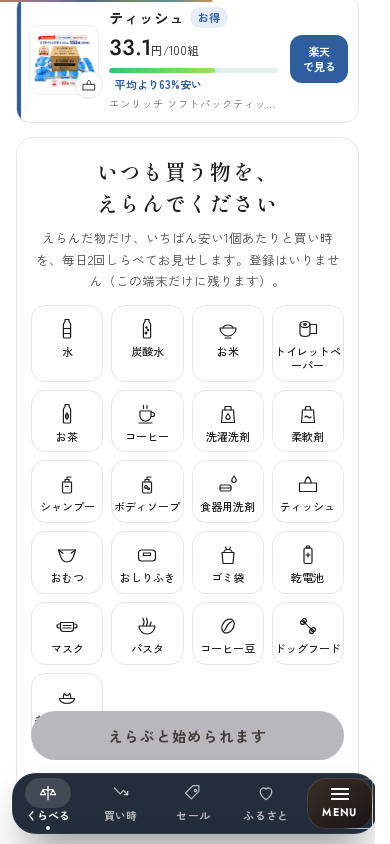 ティッシュ お得
33.1円/100組
楽天
で見る
平均より63%安い
エンリッチ ソフトパックティッ...
いつも買う物を、
えらんでください
えらんだ物だけ、いちばん安い1個あたりと買い時
を、毎日2回しらべてお見せします。登録はいりませ
ん（この端末だけに残ります）。
水
炭酸水
お米
トイレットペ
ーパー
お茶
コーヒー
洗濯洗剤
柔軟剤
シャンプー
ボディソープ
食器用洗剤
ティッシュ
おむつ
おしりふき
ゴミ袋
乾電池
マスク
パスタ
コーヒー豆
ドッグフード
えらぶと始められます
くらべる
買い時
セール
ふるさと
MENU